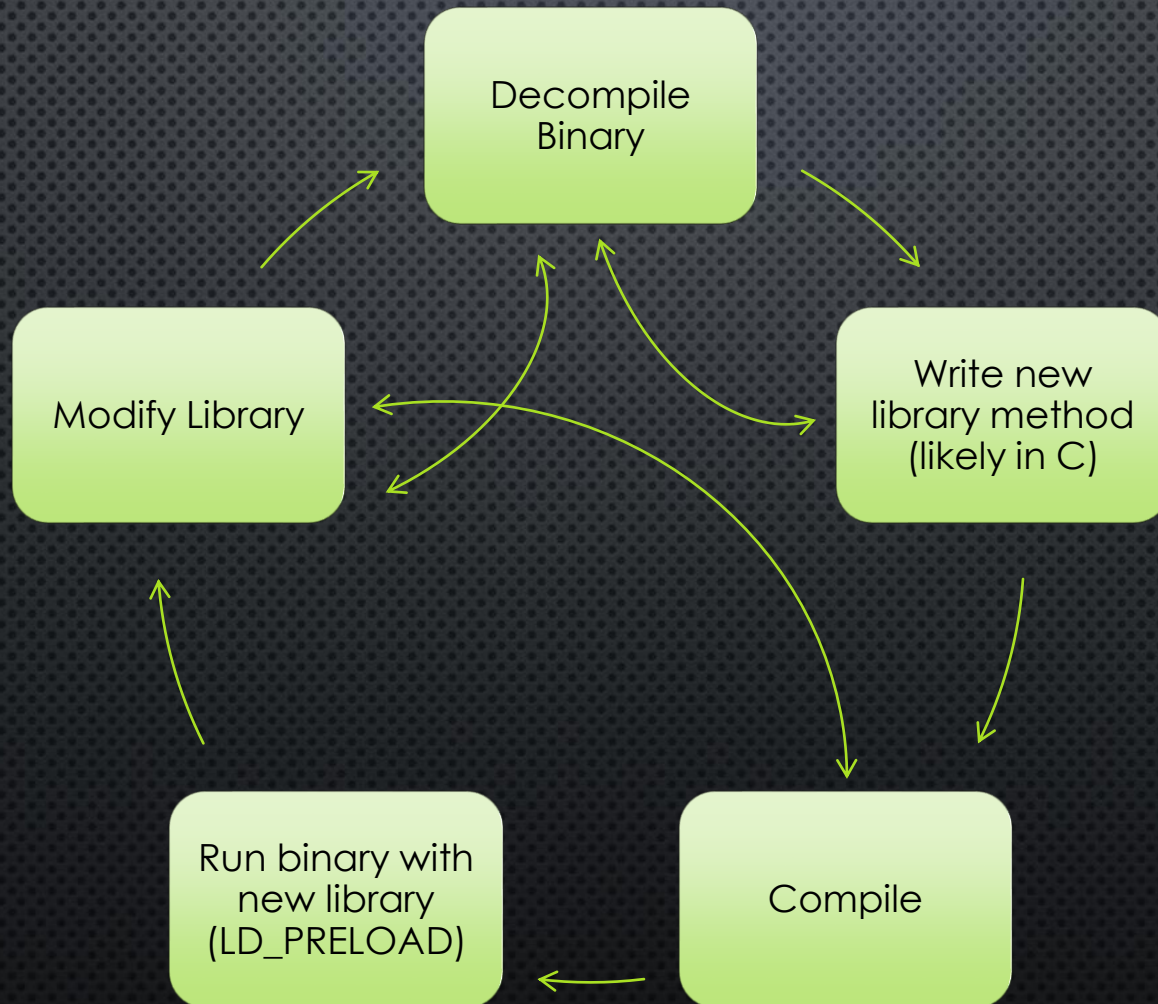 Decompile
Binary
Modify Library
Write new
library method
(likely in C)
Run binary with
new library
(LD_PRELOAD)
Compile